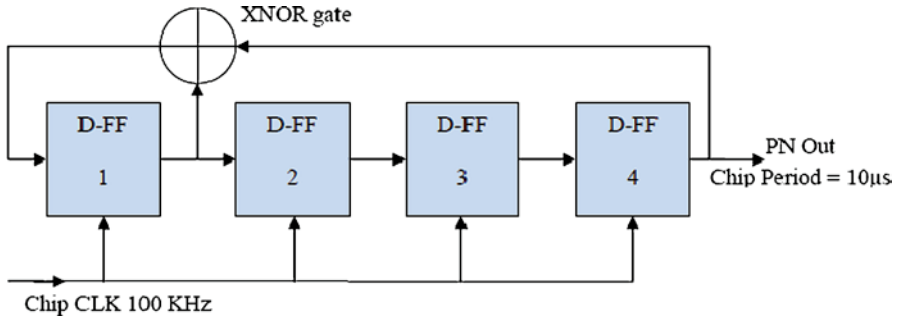 XNOR gate
D-FF
1
D-FF
2
D-FF
3
D-FF
4
PN Out
Chip Period = 10μs
Chip CLK 100 KHz